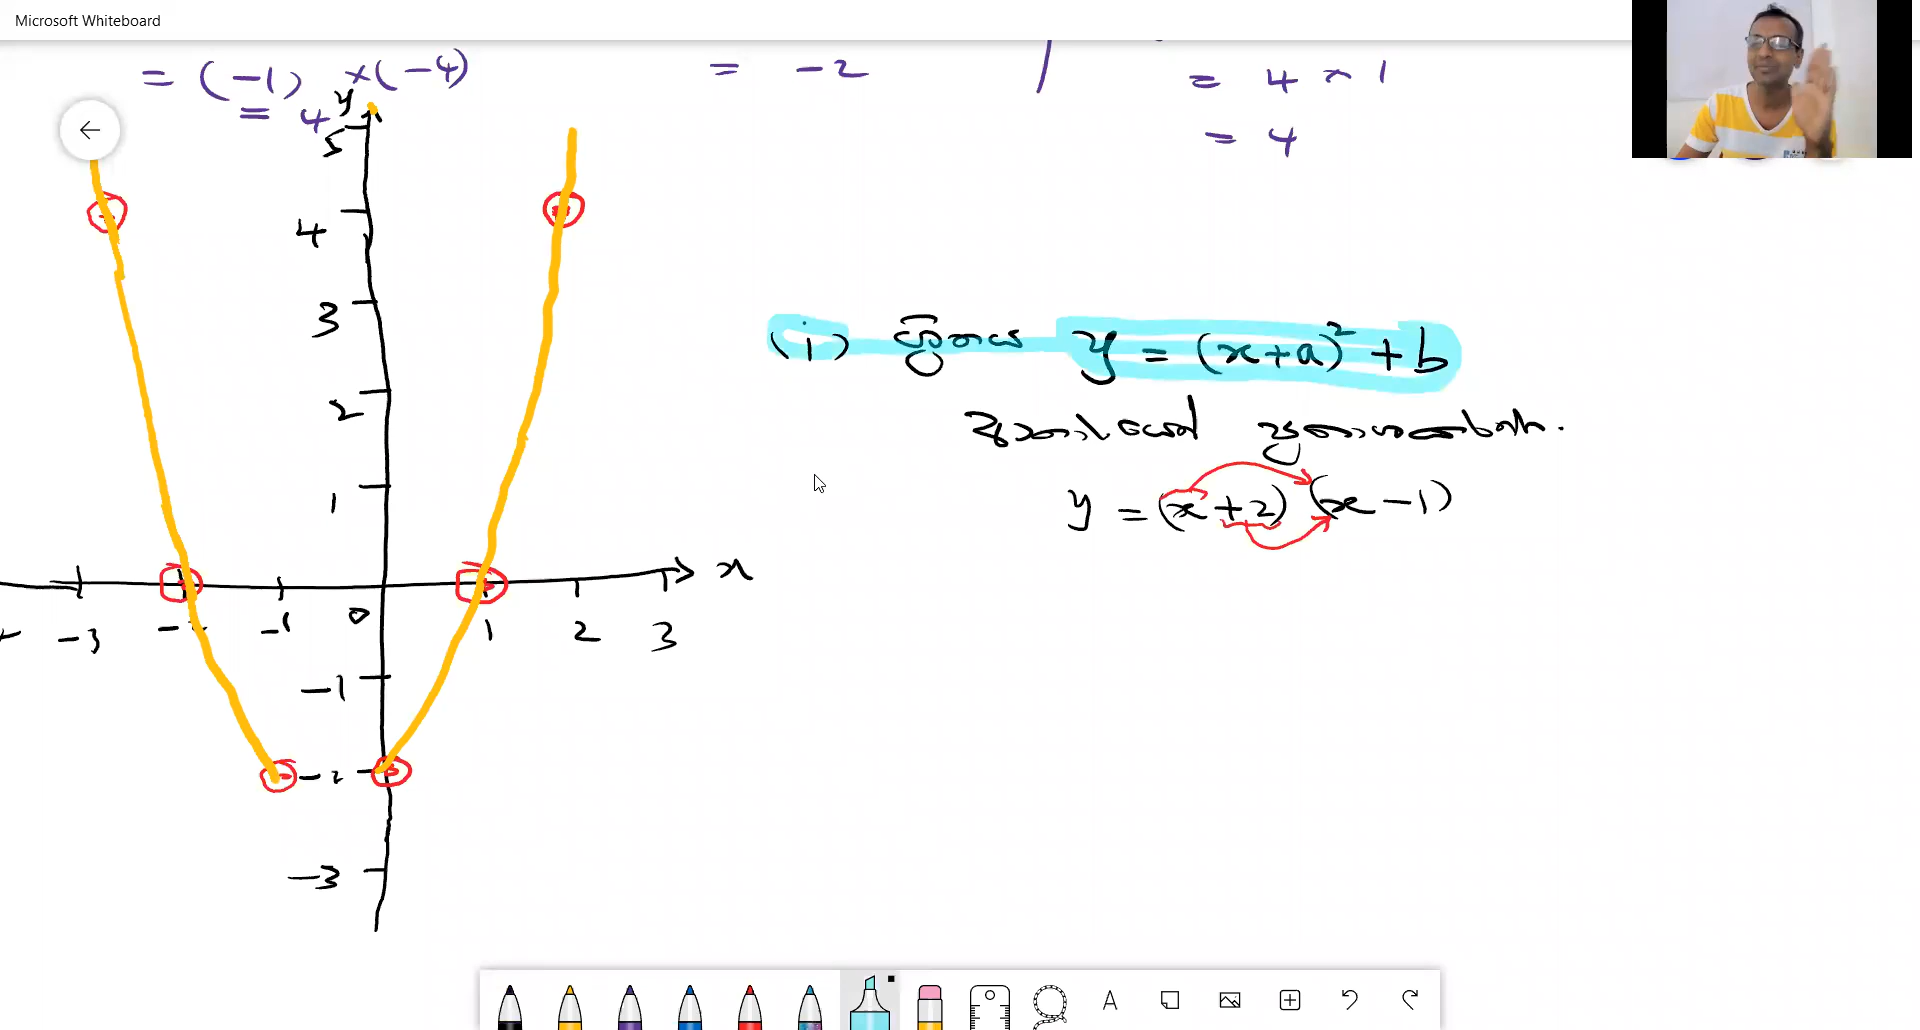 Microsoft Whiteboard
= (-1) ×(-4)
= 4
= -2
= 4 × 1
= 4
y
5
4
3
2
1
x
-3
-1
0
1
2
3
-1
-2
-3
(i) y = (x+a)² + b
y = (x+2)(x-1)